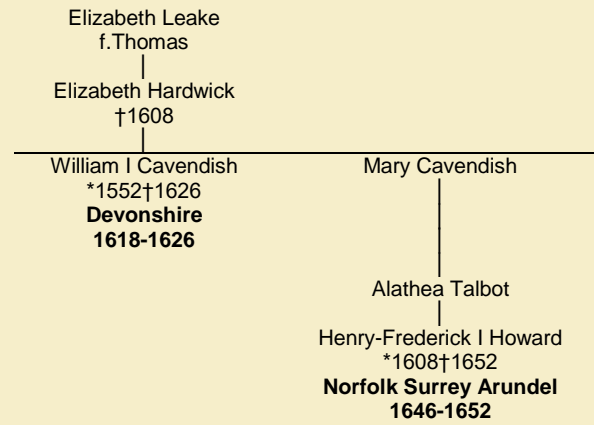 Elizabeth Leake
f.Thomas
Elizabeth Hardwick
†1608
William I Cavendish
*1552†1626
Devonshire
1618-1626
Mary Cavendish
Alathea Talbot
Henry-Frederick I Howard
*1608†1652
Norfolk Surrey Arundel
1646-1652